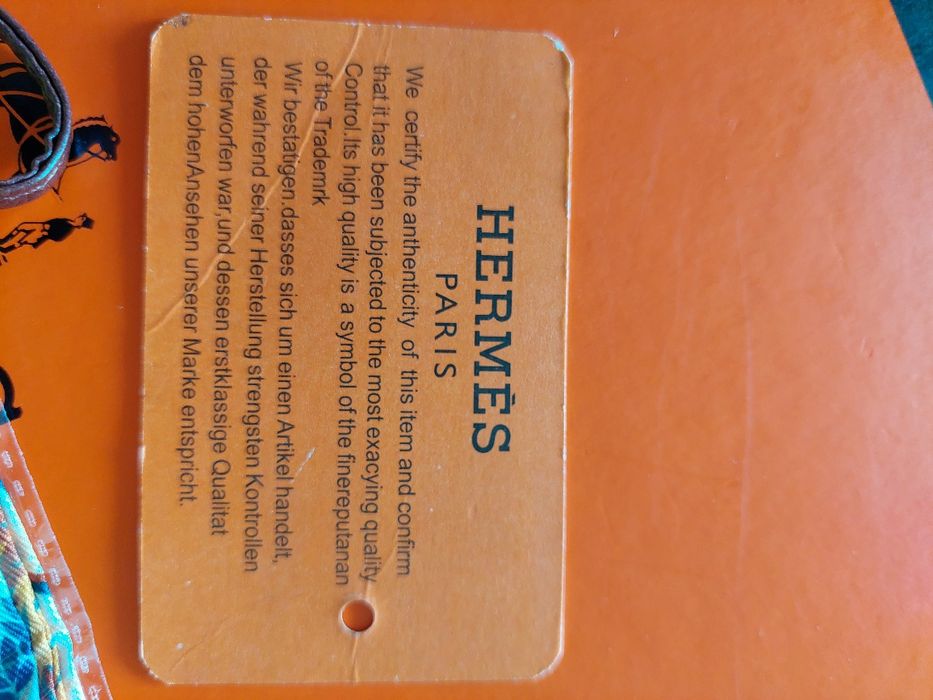 HERMÈS
PARIS
We certify the anthenticity of this item and confirm
that it has been subjected to the most exacying quality
Control.Its high quality is a symbol of the finereputanan
of the Trademrk
Wir bestatigen.dasses sich um einen Artikel handelt,
der wahrend seiner Herstellung strengsten Kontrollen
unterworfen war,und dessen erstklassige Qualitat
dem hohenAnsehen unserer Marke entspricht.